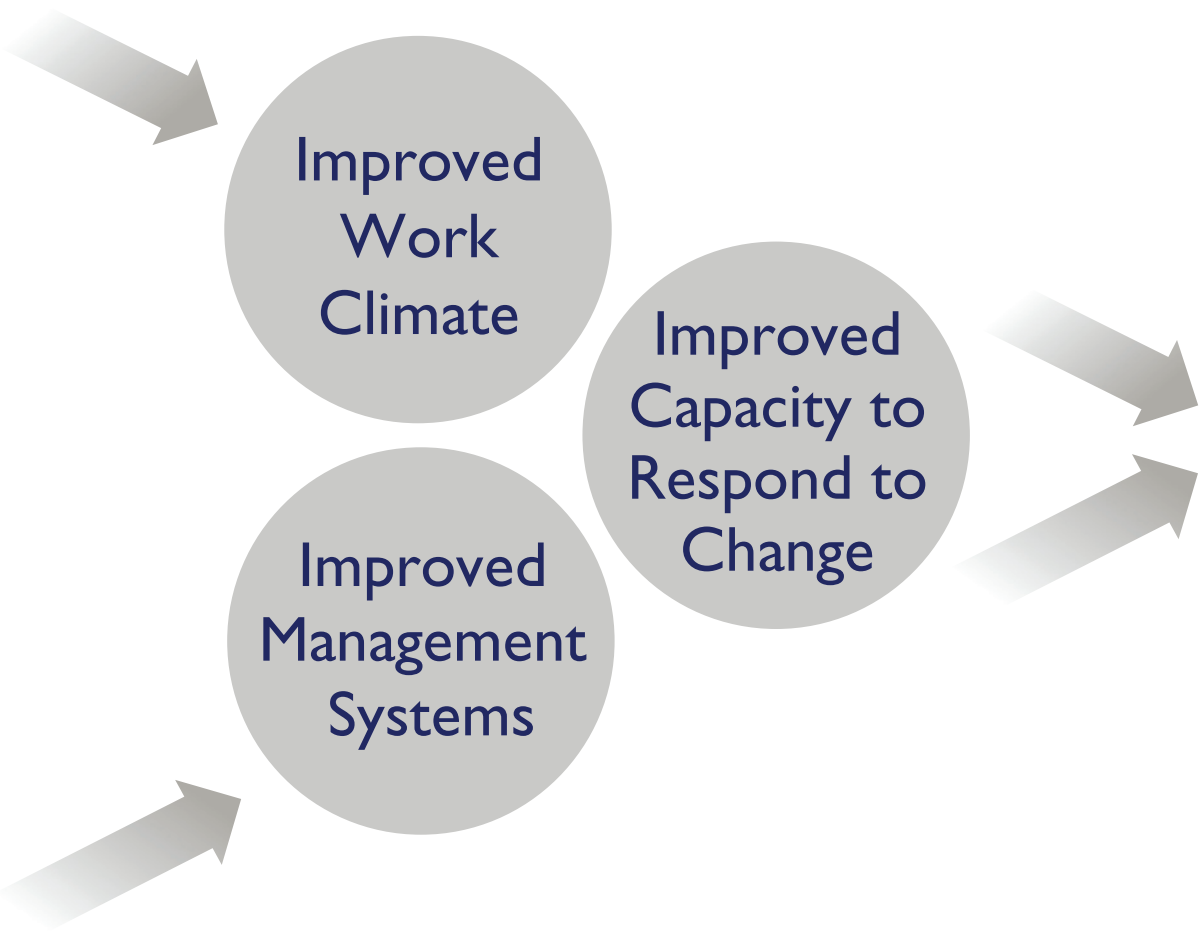 Improved
Work
Climate
Improved
Capacity to
Respond to
Change
Improved
Management
Systems